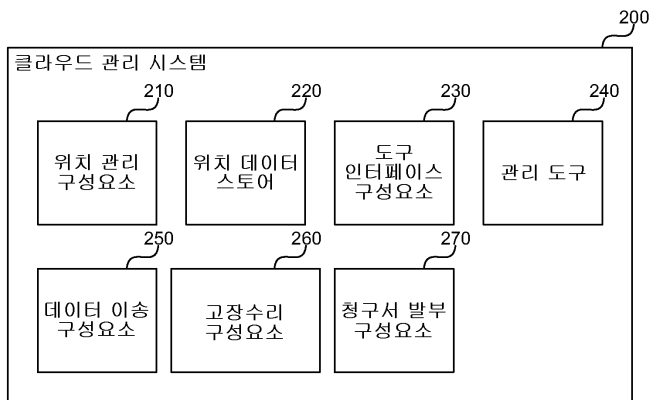 200
클라우드 관리 시스템
210
위치 관리
구성요소
220
위치 데이터
스토어
230
도구
인터페이스
구성요소
240
관리 도구
250
데이터 이송
구성요소
260
고장수리
구성요소
270
청구서 발부
구성요소